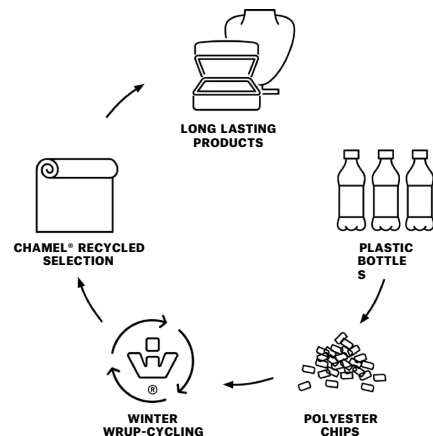 LONG LASTING
PRODUCTS
CHAMEL® RECYCLED
SELECTION
PLASTIC
BOTTLE
S
®
WINTER
WRUP-CYCLING
POLYESTER
CHIPS